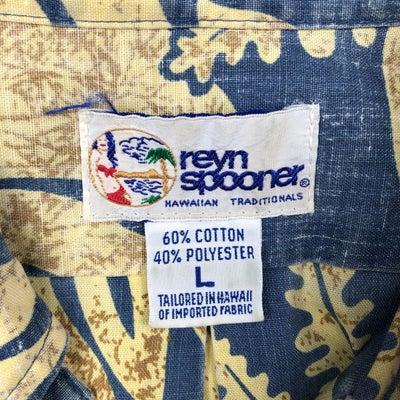 reyn
spooner®
HAWAIIAN TRADITIONALS
60% COTTON
40% POLYESTER
L
TAILORED IN HAWAII
OF IMPORTED FABRIC